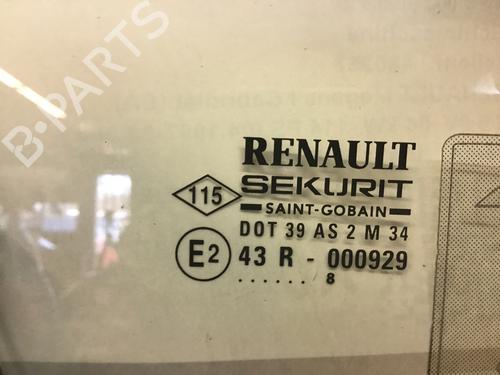 B-PARTS
RENAULT
SEKURIT
SAINT-GOBAIN
115
DOT 39 AS 2 M 34
E2 43 R - 000929
...... 8